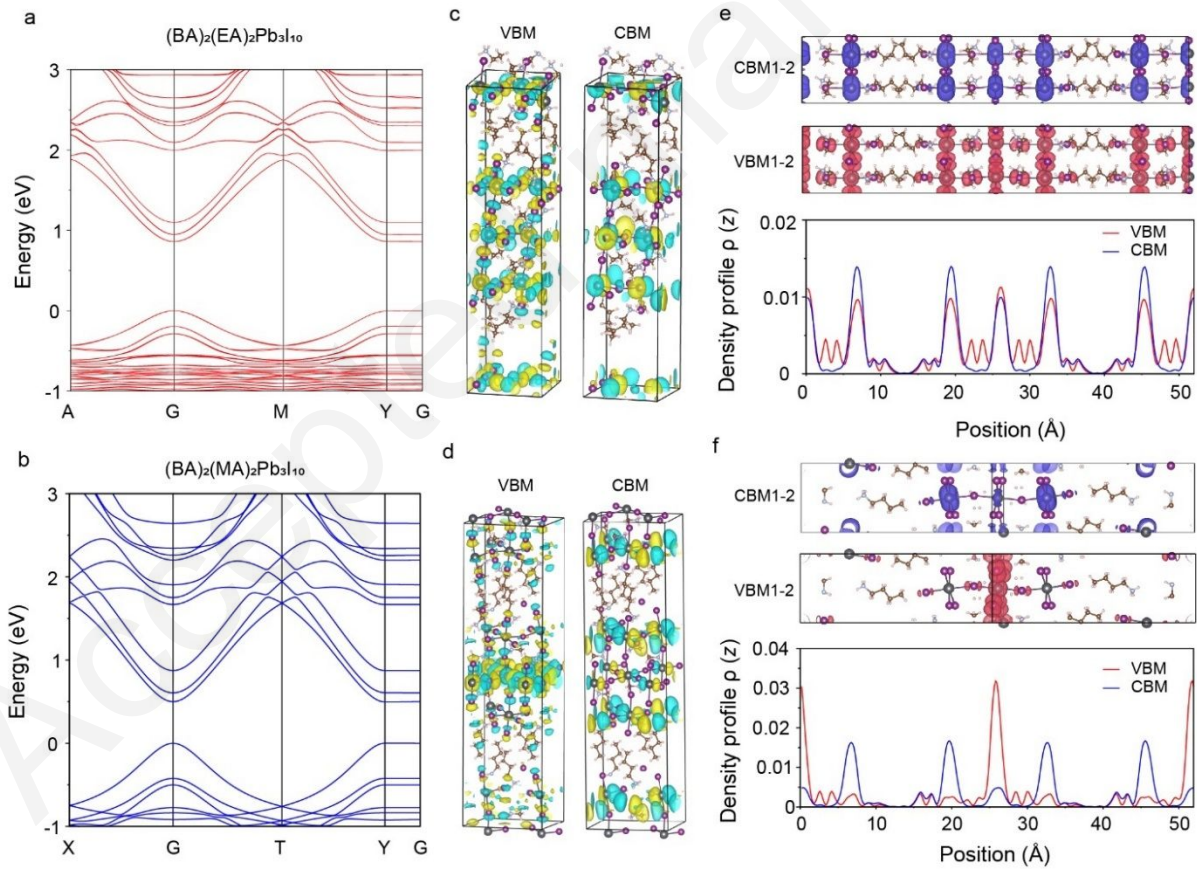 a
(BA)₂(EA)₂Pb₃I₁₀
Energy (eV)
3
2
1
0
-1
A G M Y G
b
(BA)₂(MA)₂Pb₃I₁₀
Energy (eV)
3
2
1
0
-1
X G T Y G
c
VBM CBM
d
VBM CBM
e
CBM1-2
VBM1-2
Density profile ρ (z)
0.02
0.01
0
VBM
CBM
0 10 20 30 40 50
Position (Å)
f
CBM1-2
VBM1-2
Density profile ρ (z)
0.04
0.03
0.02
0.01
0
VBM
CBM
0 10 20 30 40 50
Position (Å)
Accepted man